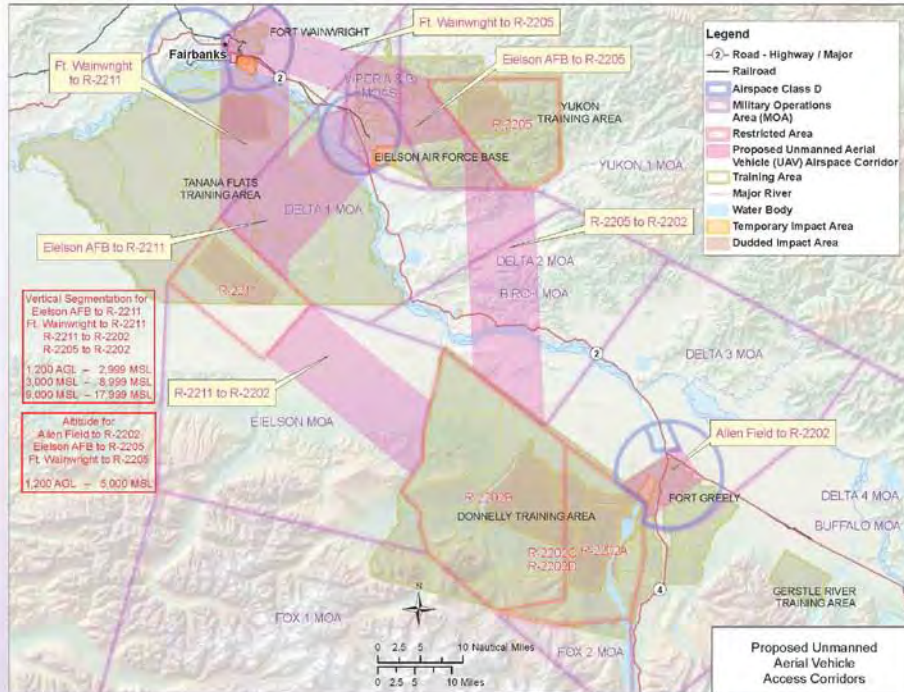 Ft. Wainwright
to R-2205
FORT WAINWRIGHT
Fairbanks
Ft. Wainwright
to R-2211
2
VIPER A & B
MOAS
Eielson AFB to R-2205
R-2205
YUKON
TRAINING AREA
EIELSON AIR FORCE BASE
YUKON 1 MOA
TANANA FLATS
TRAINING AREA
DELTA 1 MOA
Eielson AFB to R-2211
R-2205 to R-2202
DELTA 2 MOA
BIRCH MOA
R-2211
Vertical Segmentation for
Eielson AFB to R-2211
Ft. Wainwright to R-2211
R-2211 to R-2202
R-2205 to R-2202
1,200 AGL – 2,999 MSL
3,000 MSL – 8,999 MSL
9,000 MSL – 17,999 MSL
Altitude for
Allen Field to R-2202
Eielson AFB to R-2205
Ft. Wainwright to R-2205
1,200 AGL – 5,000 MSL
2
DELTA 3 MOA
R-2211 to R-2202
EIELSON MOA
Allen Field to R-2202
R-2202B
DONNELLY TRAINING AREA
FORT GREELY
DELTA 4 MOA
BUFFALO MOA
R-2202C
R-2202D
R-2202A
4
GERSTLE RIVER
TRAINING AREA
FOX 1 MOA
FOX 2 MOA
N
0 2.5 5 10 Nautical Miles
0 2.5 5 10 Miles
Legend
2 Road - Highway / Major
Railroad
Airspace Class D
Military Operations
Area (MOA)
Restricted Area
Proposed Unmanned Aerial
Vehicle (UAV) Airspace Corridor
Training Area
Major River
Water Body
Temporary Impact Area
Dudded Impact Area
Proposed Unmanned
Aerial Vehicle
Access Corridors